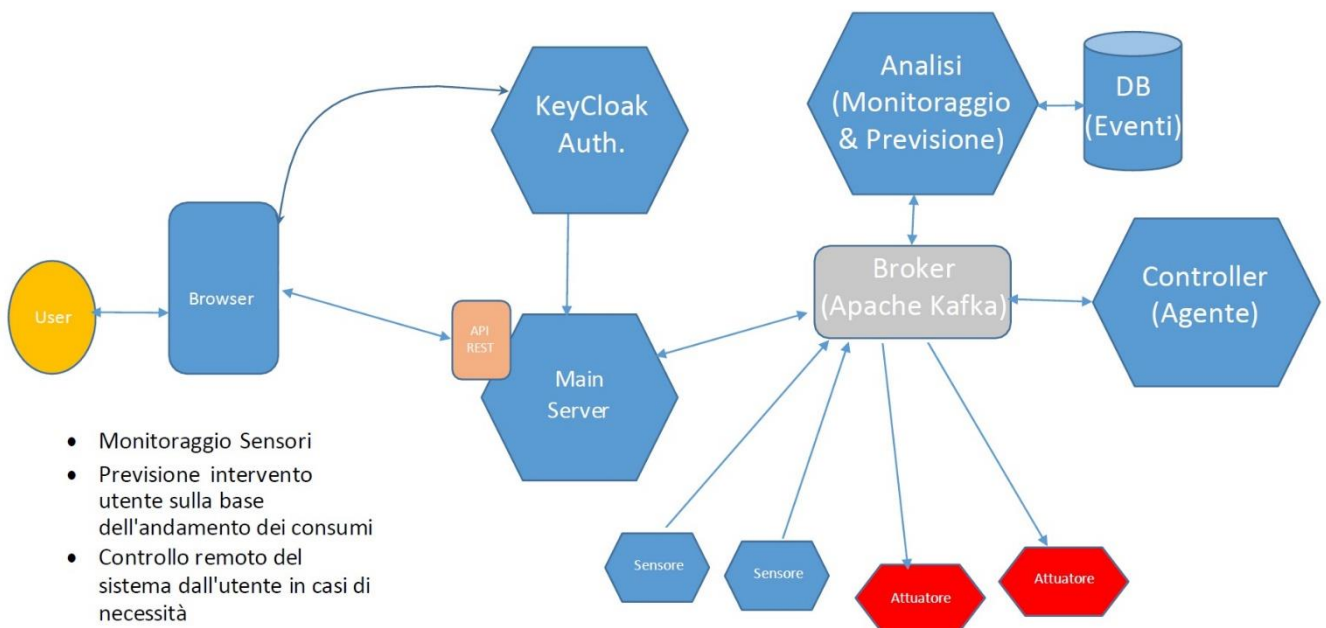 KeyCloak
Auth.
Analisi
(Monitoraggio
& Previsione)
DB
(Eventi)
User
Browser
API
REST
Main
Server
Broker
(Apache Kafka)
Controller
(Agente)
• Monitoraggio Sensori
• Previsione intervento
utente sulla base
dell'andamento dei consumi
• Controllo remoto del
sistema dall'utente in casi di
necessità
Sensore
Sensore
Attuatore
Attuatore